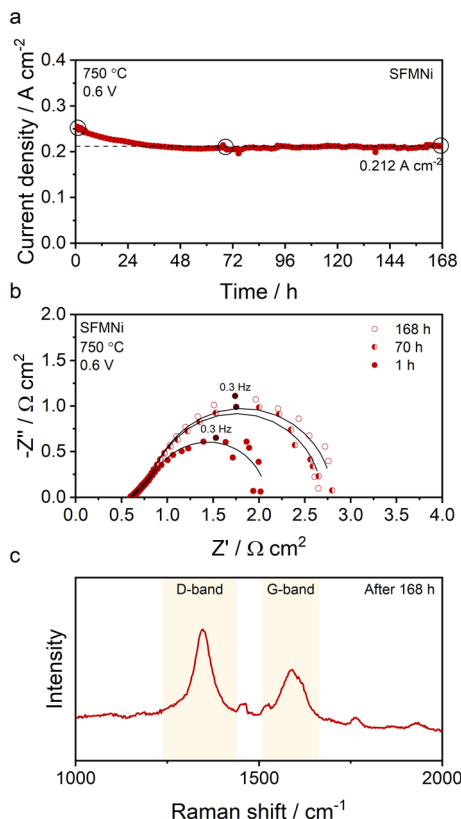 a
750 °C
0.6 V
SFMNi
0.212 A cm-2
0.4
0.3
0.2
0.1
0.0
Current density / A cm-2
0 24 48 72 96 120 144 168
Time / h
b
SFMNi
750 °C
0.6 V
168 h
70 h
1 h
0.3 Hz
0.3 Hz
2.0
1.5
1.0
0.5
0.0
-Z" / Ω cm2
0.0 0.5 1.0 1.5 2.0 2.5 3.0 3.5 4.0
Z' / Ω cm2
c
D-band G-band After 168 h
Intensity
1000 1500 2000
Raman shift / cm-1